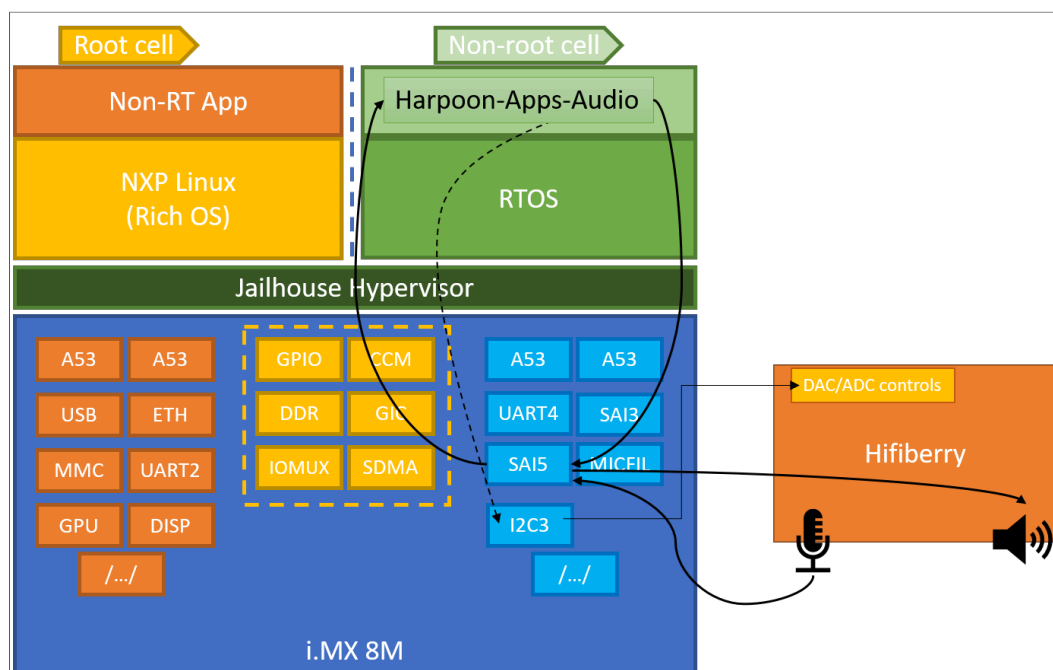 Root cell
Non-root cell
Non-RT App
Harpoon-Apps-Audio
NXP Linux
(Rich OS)
RTOS
Jailhouse Hypervisor
A53
A53
GPIO
CCM
A53
A53
DAC/ADC controls
USB
ETH
DDR
GIC
UART4
SAI3
Hifiberry
MMC
UART2
IOMUX
SDMA
SAI5
MICFIL
GPU
DISP
I2C3
/.../
/.../
i.MX 8M